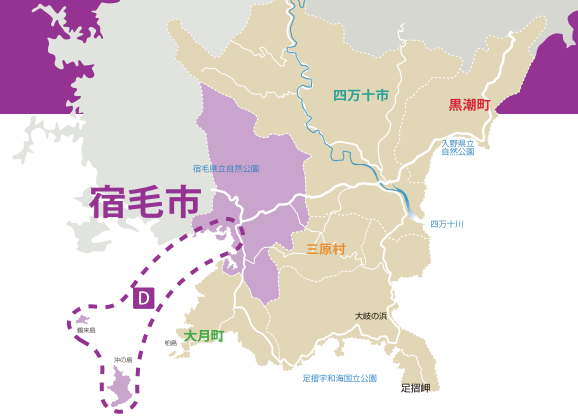 四万十市
黒潮町
入野県立
自然公園
宿毛県立自然公園
宿毛市
四万十川
三原村
D
大岐の浜
鵜来島
大月町
柏島
沖の島
足摺宇和海国立公園
足摺岬